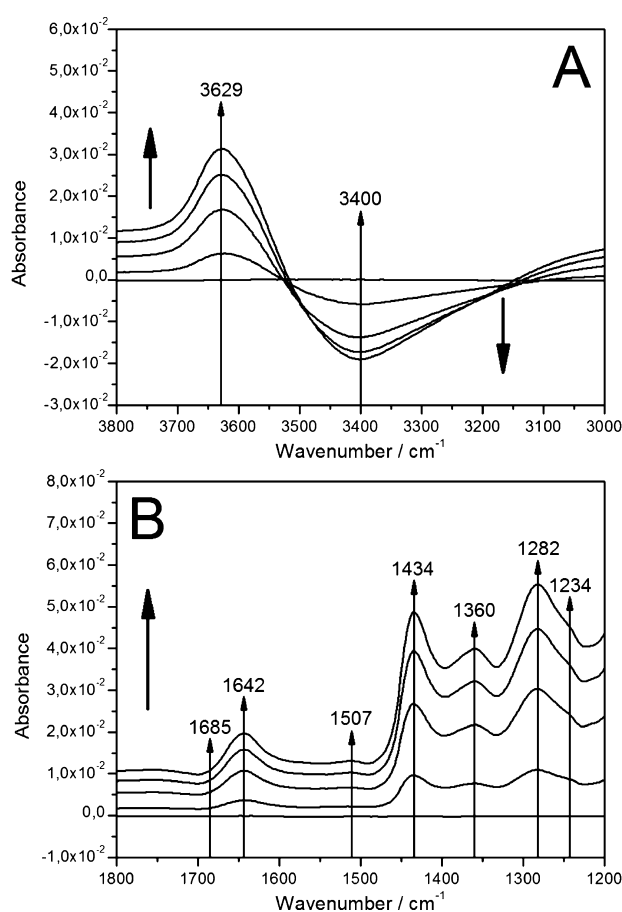 A
6,0x10⁻²
5,0x10⁻²
4,0x10⁻²
3,0x10⁻²
2,0x10⁻²
1,0x10⁻²
0,0
-1,0x10⁻²
-2,0x10⁻²
-3,0x10⁻²
Absorbance
3629
3400
3800 3700 3600 3500 3400 3300 3200 3100 3000
Wavenumber / cm⁻¹
B
8,0x10⁻²
7,0x10⁻²
6,0x10⁻²
5,0x10⁻²
4,0x10⁻²
3,0x10⁻²
2,0x10⁻²
1,0x10⁻²
0,0
-1,0x10⁻²
Absorbance
1685
1642
1507
1434
1360
1282
1234
1800 1700 1600 1500 1400 1300 1200
Wavenumber / cm⁻¹